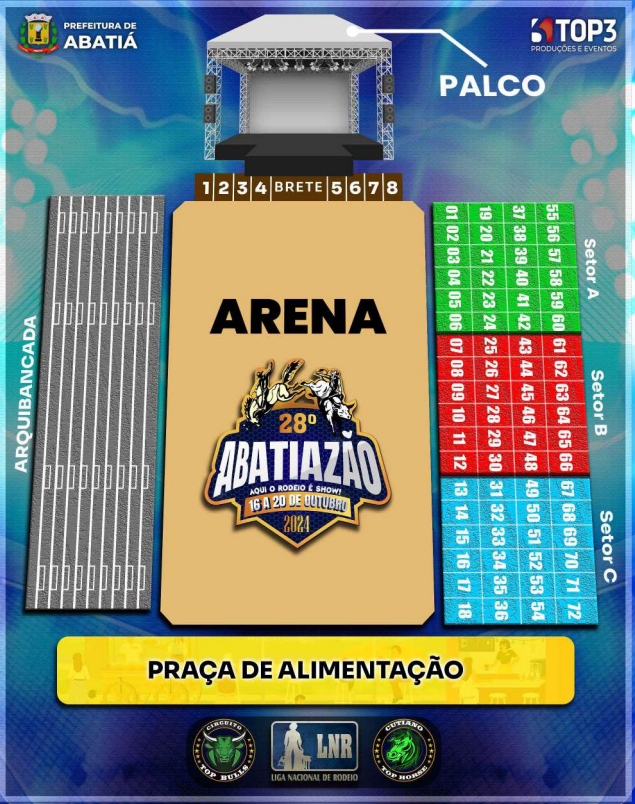 PREFEITURA DE
ABATIÁ
TOP3
PRODUÇÕES E EVENTOS
PALCO
1 2 3 4 BRETE 5 6 7 8
ARQUIBANCADA
ARENA
28º
ABATIAZÃO
AQUI O RODEIO É SHOW!
16 A 20 DE OUTUBRO
2024
01 19 37 55
02 20 38 56
03 21 39 57
04 22 40 58
05 23 41 59
06 24 42 60
Setor A
07 25 43 61
08 26 44 62
09 27 45 63
10 28 46 64
11 29 47 65
12 30 48 66
Setor B
13 31 49 67
14 32 50 68
15 33 51 69
16 34 52 70
17 35 53 71
18 36 54 72
Setor C
PRAÇA DE ALIMENTAÇÃO
CIRCUITO
TOP BULLS
LNR
LIGA NACIONAL DE RODEIO
CUTIANO
TOP HORSE